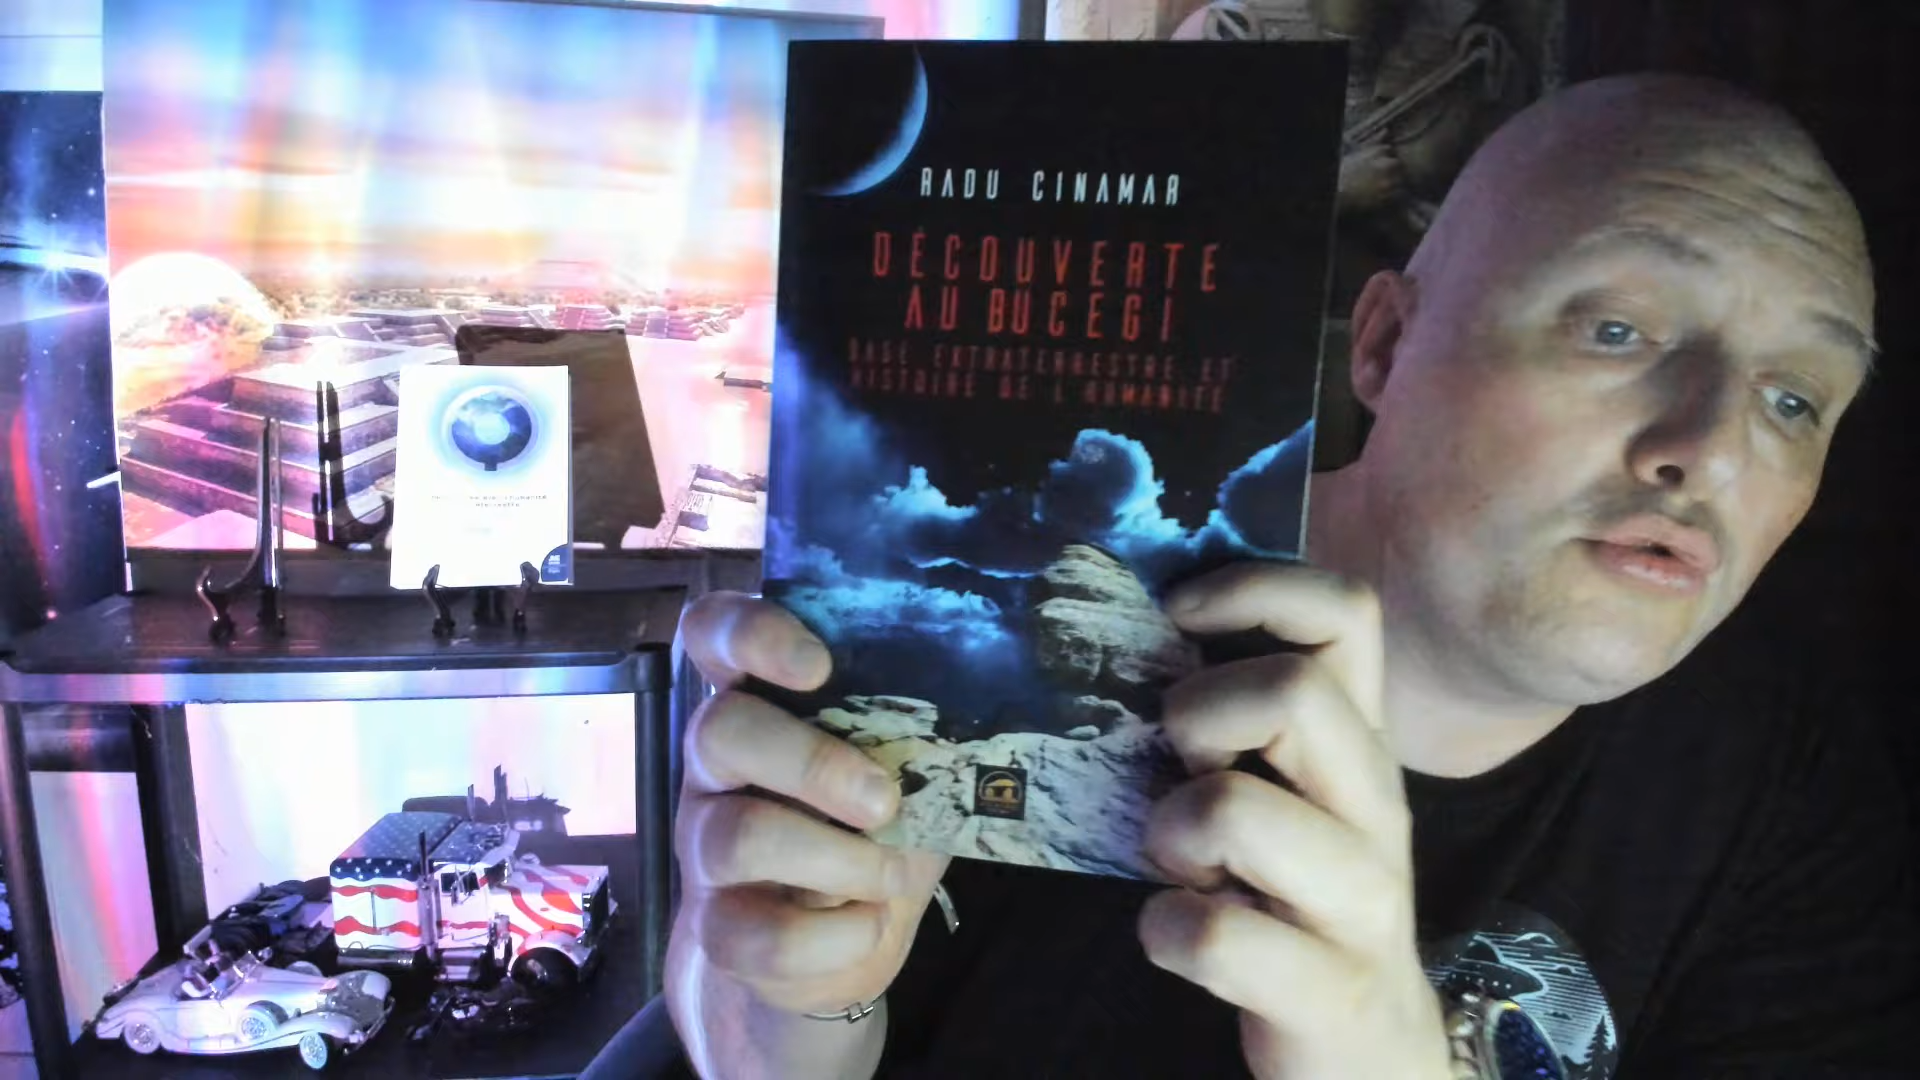 RADU CINAMAR
DÉCOUVERTE
AU BUCEGI
BASE EXTRATERRESTRE ET
HISTOIRE DE L'HUMANITÉ